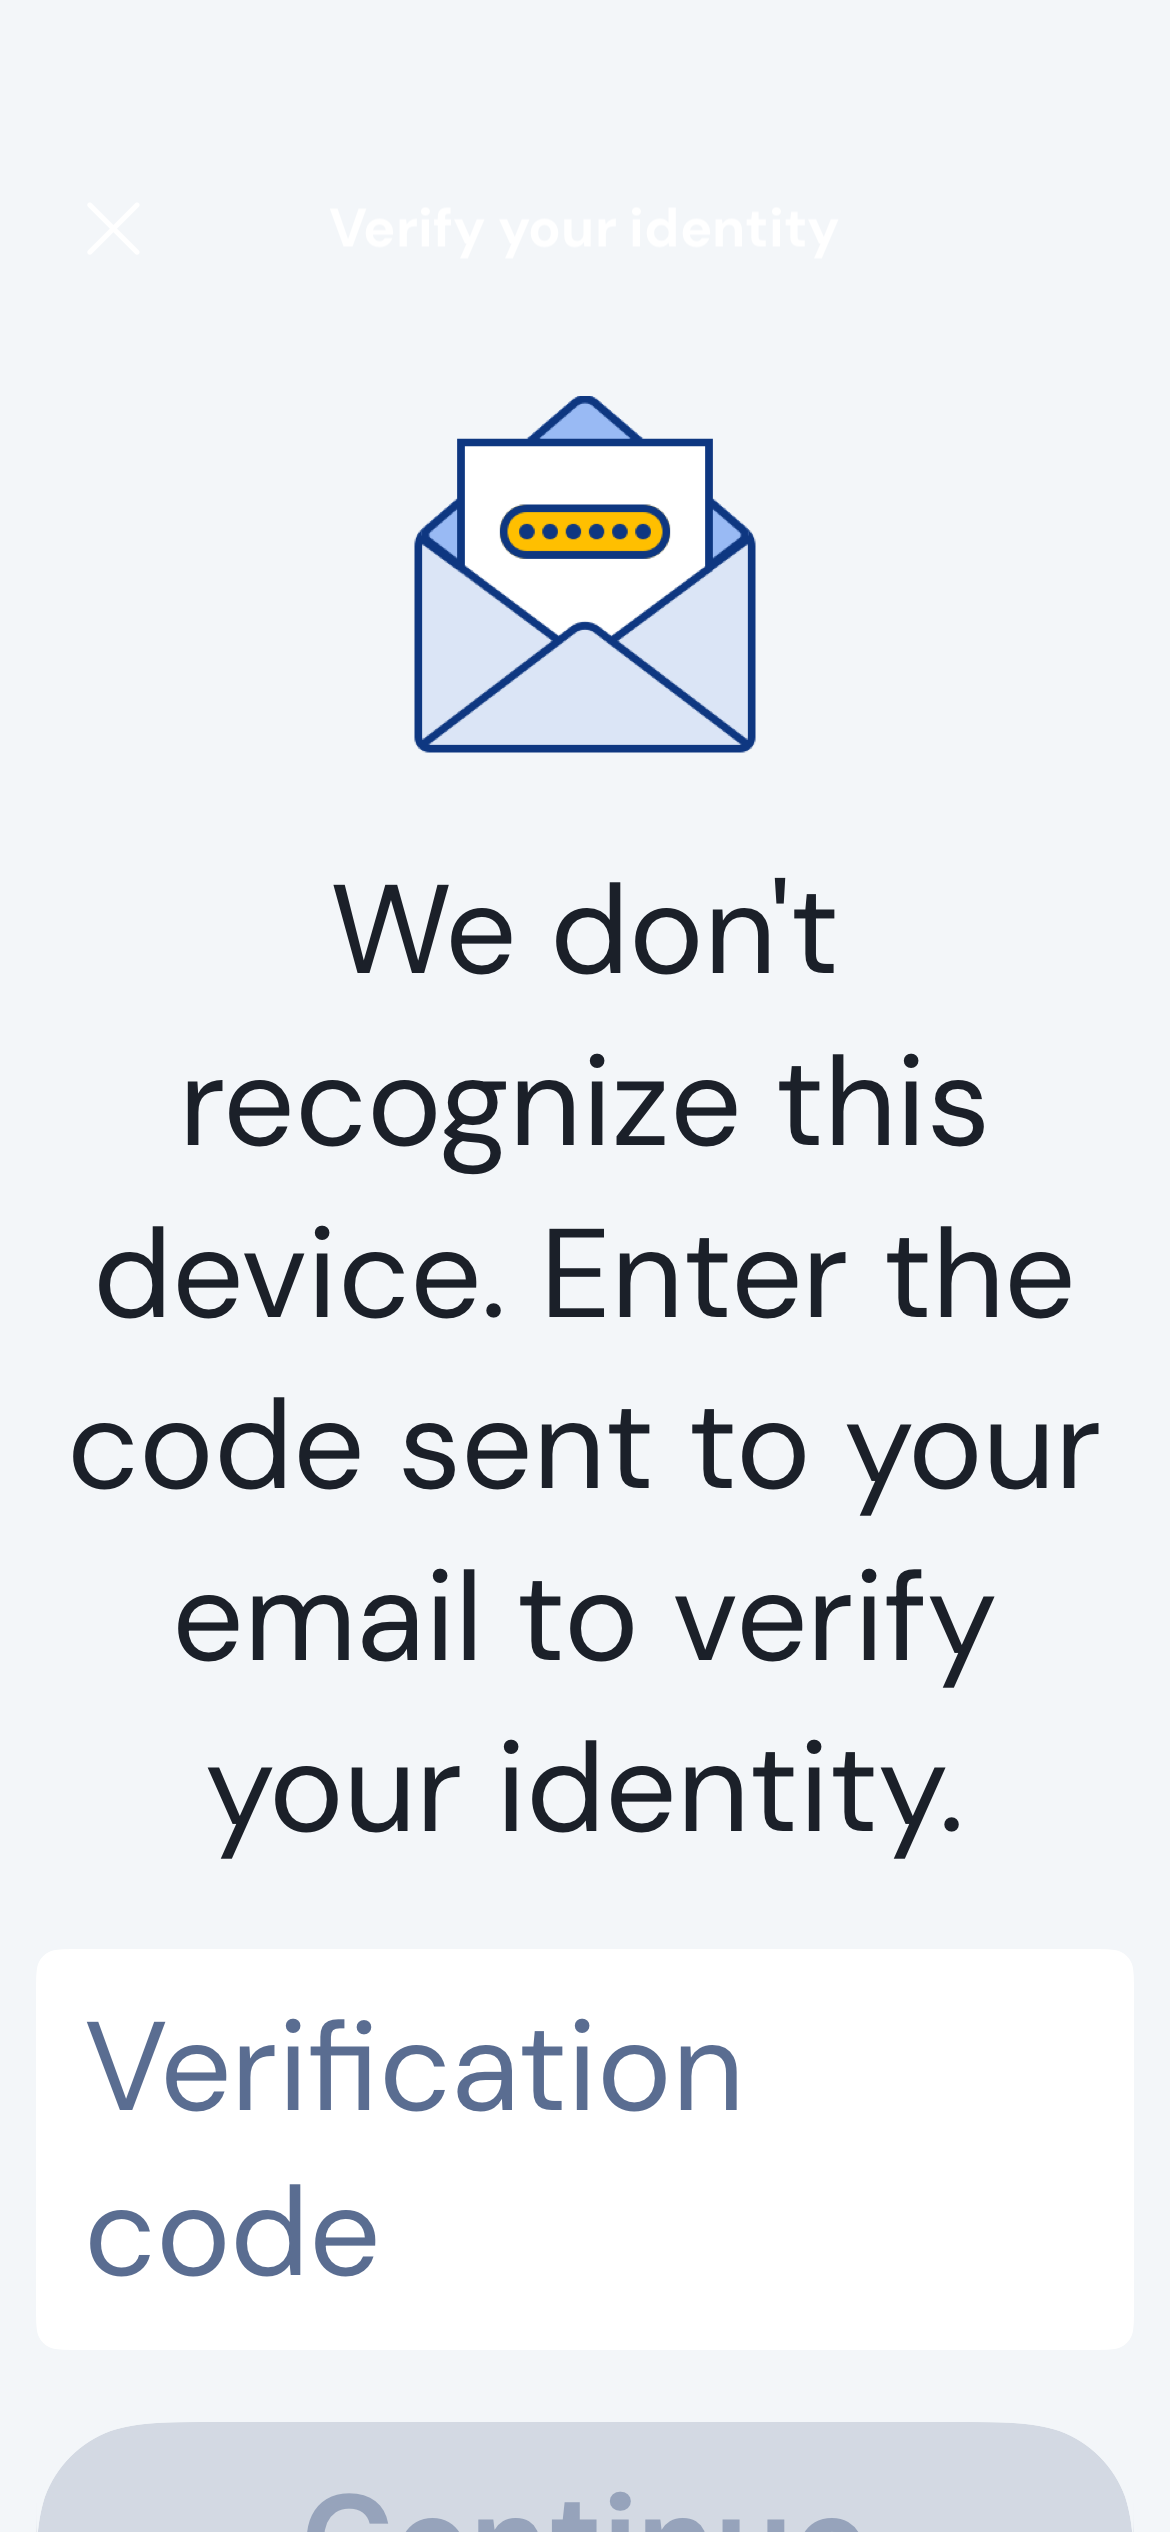 Verify your identity
We don't
recognize this
device. Enter the
code sent to your
email to verify
your identity.
Verification
code
Continue